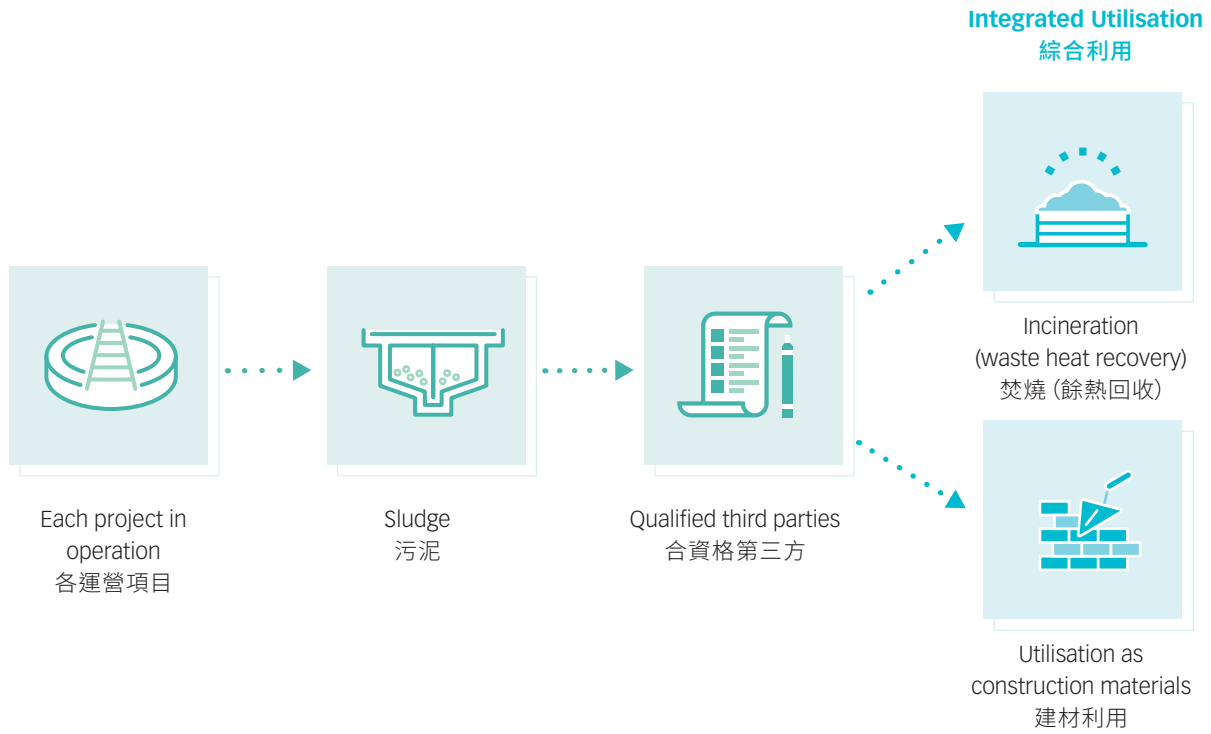 Integrated Utilisation
綜合利用
Each project in
operation
各運營項目
Sludge
污泥
Qualified third parties
合資格第三方
Incineration
(waste heat recovery)
焚燒（餘熱回收）
Utilisation as
construction materials
建材利用